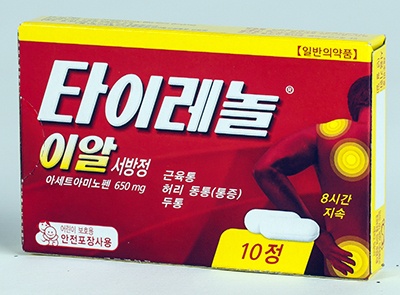 【일반의약품】
타이레놀®
이알 서방정
아세트아미노펜 650 mg
근육통
허리 동통(통증)
두통
8시간
지속
어린이 보호용
안전포장사용
10정